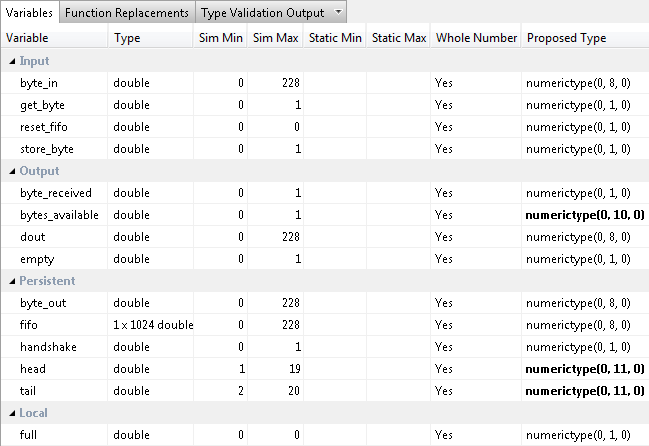 Variables Function Replacements Type Validation Output
Variable Type Sim Min Sim Max Static Min Static Max Whole Number Proposed Type
Input
byte_in double 0 228 Yes numerictype(0, 8, 0)
get_byte double 0 1 Yes numerictype(0, 1, 0)
reset_fifo double 0 0 Yes numerictype(0, 1, 0)
store_byte double 0 1 Yes numerictype(0, 1, 0)
Output
byte_received double 0 1 Yes numerictype(0, 1, 0)
bytes_available double 0 1 Yes numerictype(0, 10, 0)
dout double 0 228 Yes numerictype(0, 8, 0)
empty double 0 1 Yes numerictype(0, 1, 0)
Persistent
byte_out double 0 228 Yes numerictype(0, 8, 0)
fifo 1 x 1024 double 0 228 Yes numerictype(0, 8, 0)
handshake double 0 1 Yes numerictype(0, 1, 0)
head double 1 19 Yes numerictype(0, 11, 0)
tail double 2 20 Yes numerictype(0, 11, 0)
Local
full double 0 0 Yes numerictype(0, 1, 0)